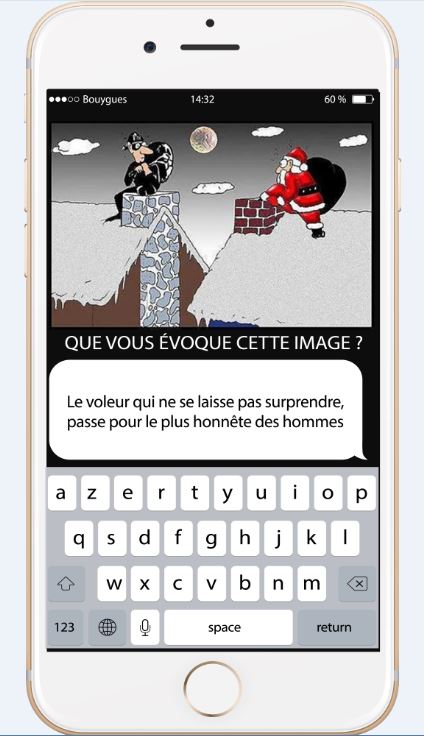 Bouygues 14:32 60 %
QUE VOUS ÉVOQUE CETTE IMAGE ?
Le voleur qui ne se laisse pas surprendre,
passe pour le plus honnête des hommes
a z e r t y u i o p
q s d f g h j k l
w x c v b n m
123 space return